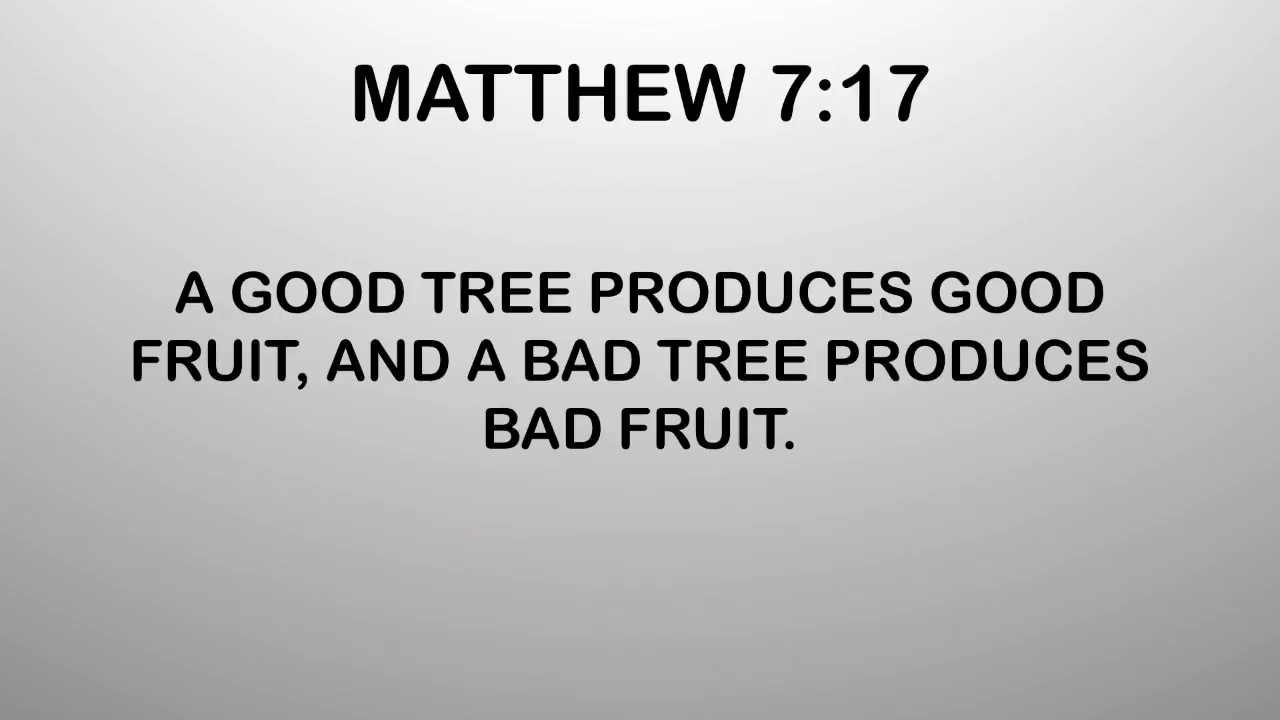 MATTHEW 7:17
A GOOD TREE PRODUCES GOOD
FRUIT, AND A BAD TREE PRODUCES
BAD FRUIT.